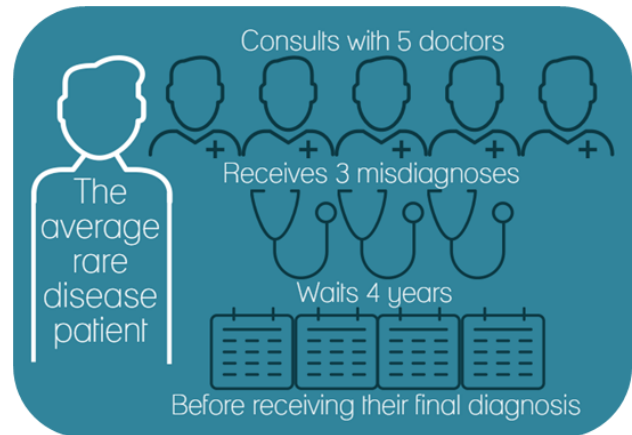 Consults with 5 doctors
Receives 3 misdiagnoses
The
average
rare
disease
patient
Waits 4 years
Before receiving their final diagnosis